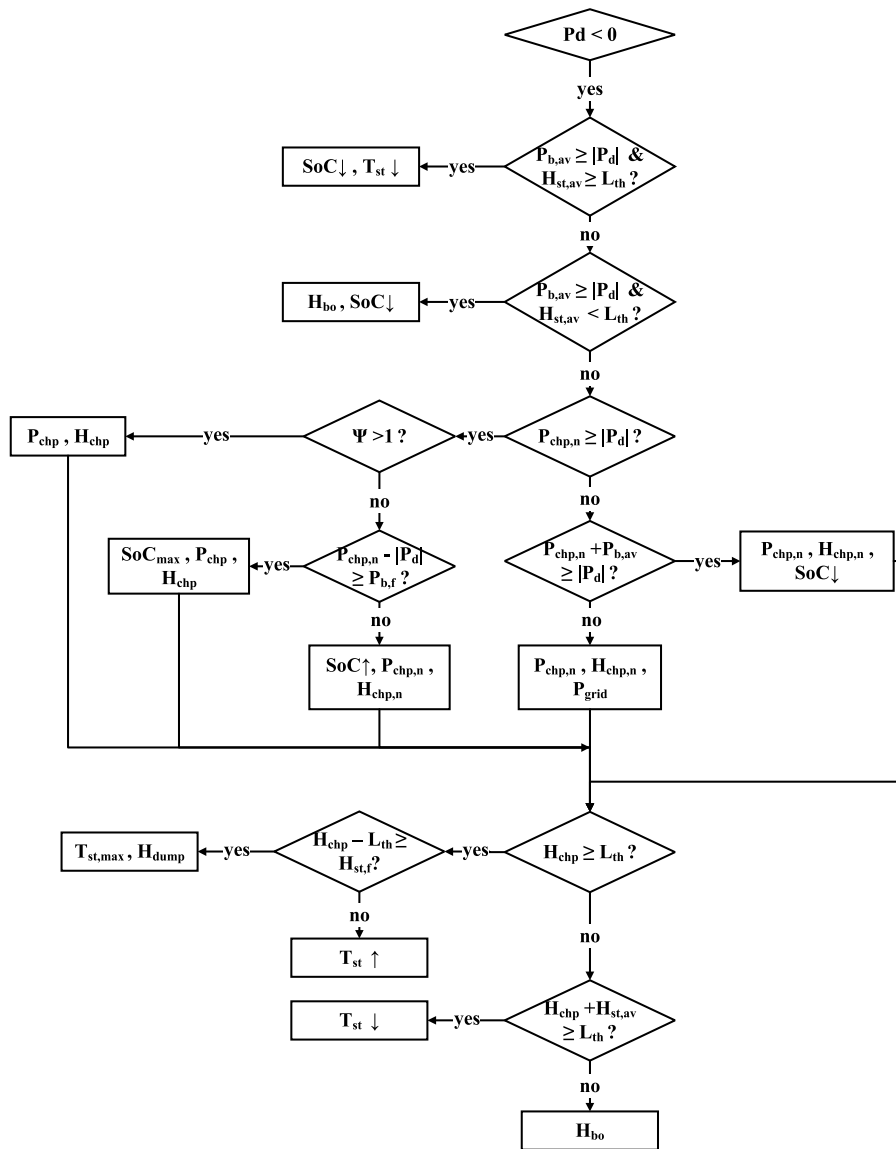 Pd < 0
yes
P_b,av ≥ |P_d| &
H_st,av ≥ L_th ?
yes
SoC↓ , T_st ↓
no
P_b,av ≥ |P_d| &
H_st,av < L_th ?
yes
H_bo , SoC↓
no
P_chp,n ≥ |P_d| ?
yes
Ψ >1 ?
yes
P_chp , H_chp
no
no
P_chp,n - |P_d|
≥ P_b,f ?
yes
SoC_max , P_chp ,
H_chp
P_chp,n +P_b,av
≥ |P_d| ?
yes
P_chp,n , H_chp,n ,
SoC↓
no
no
SoC↑, P_chp,n ,
H_chp,n
P_chp,n , H_chp,n ,
P_grid
H_chp ≥ L_th ?
yes
H_chp – L_th ≥
H_st,f?
yes
T_st,max , H_dump
no
T_st ↑
no
H_chp +H_st,av
≥ L_th ?
yes
T_st ↓
no
H_bo